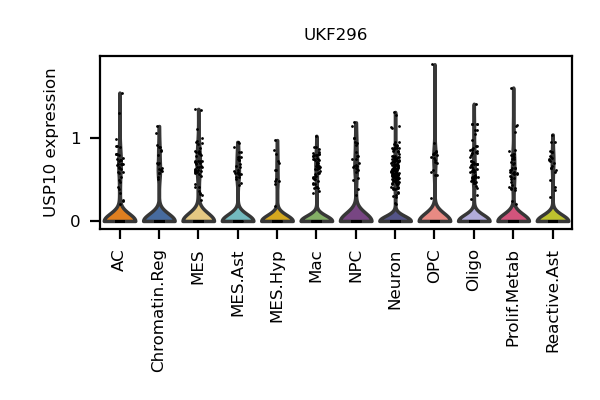 UKF296
USP10 expression
1
0
AC
Chromatin.Reg
MES
MES.Ast
MES.Hyp
Mac
NPC
Neuron
OPC
Oligo
Prolif.Metab
Reactive.Ast